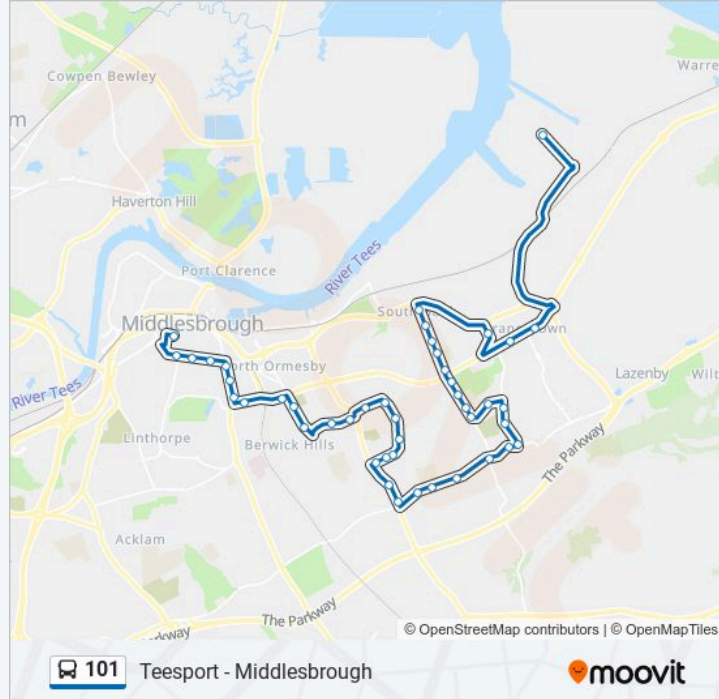 Cowpen Bewley
Warre
m
Haverton Hill
Port Clarence
River Tees
Middlesbrough
South
Lazenby
Wilt
River Tees
Linthorpe
Berwick Hills
The Parkway
Acklam
The Parkway
© OpenStreetMap contributors | © OpenMapTiles
101 Teesport - Middlesbrough
moovit